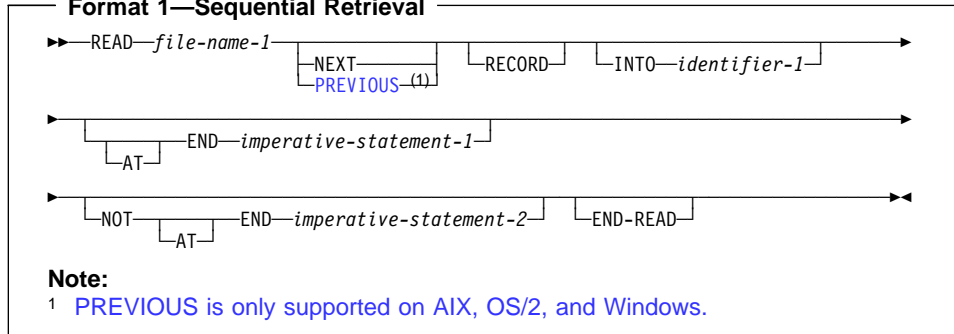 Format 1—Sequential Retrieval
READ file-name-1 NEXT RECORD INTO identifier-1
PREVIOUS (1)
AT END imperative-statement-1
NOT AT END imperative-statement-2 END-READ
Note:
1 PREVIOUS is only supported on AIX, OS/2, and Windows.